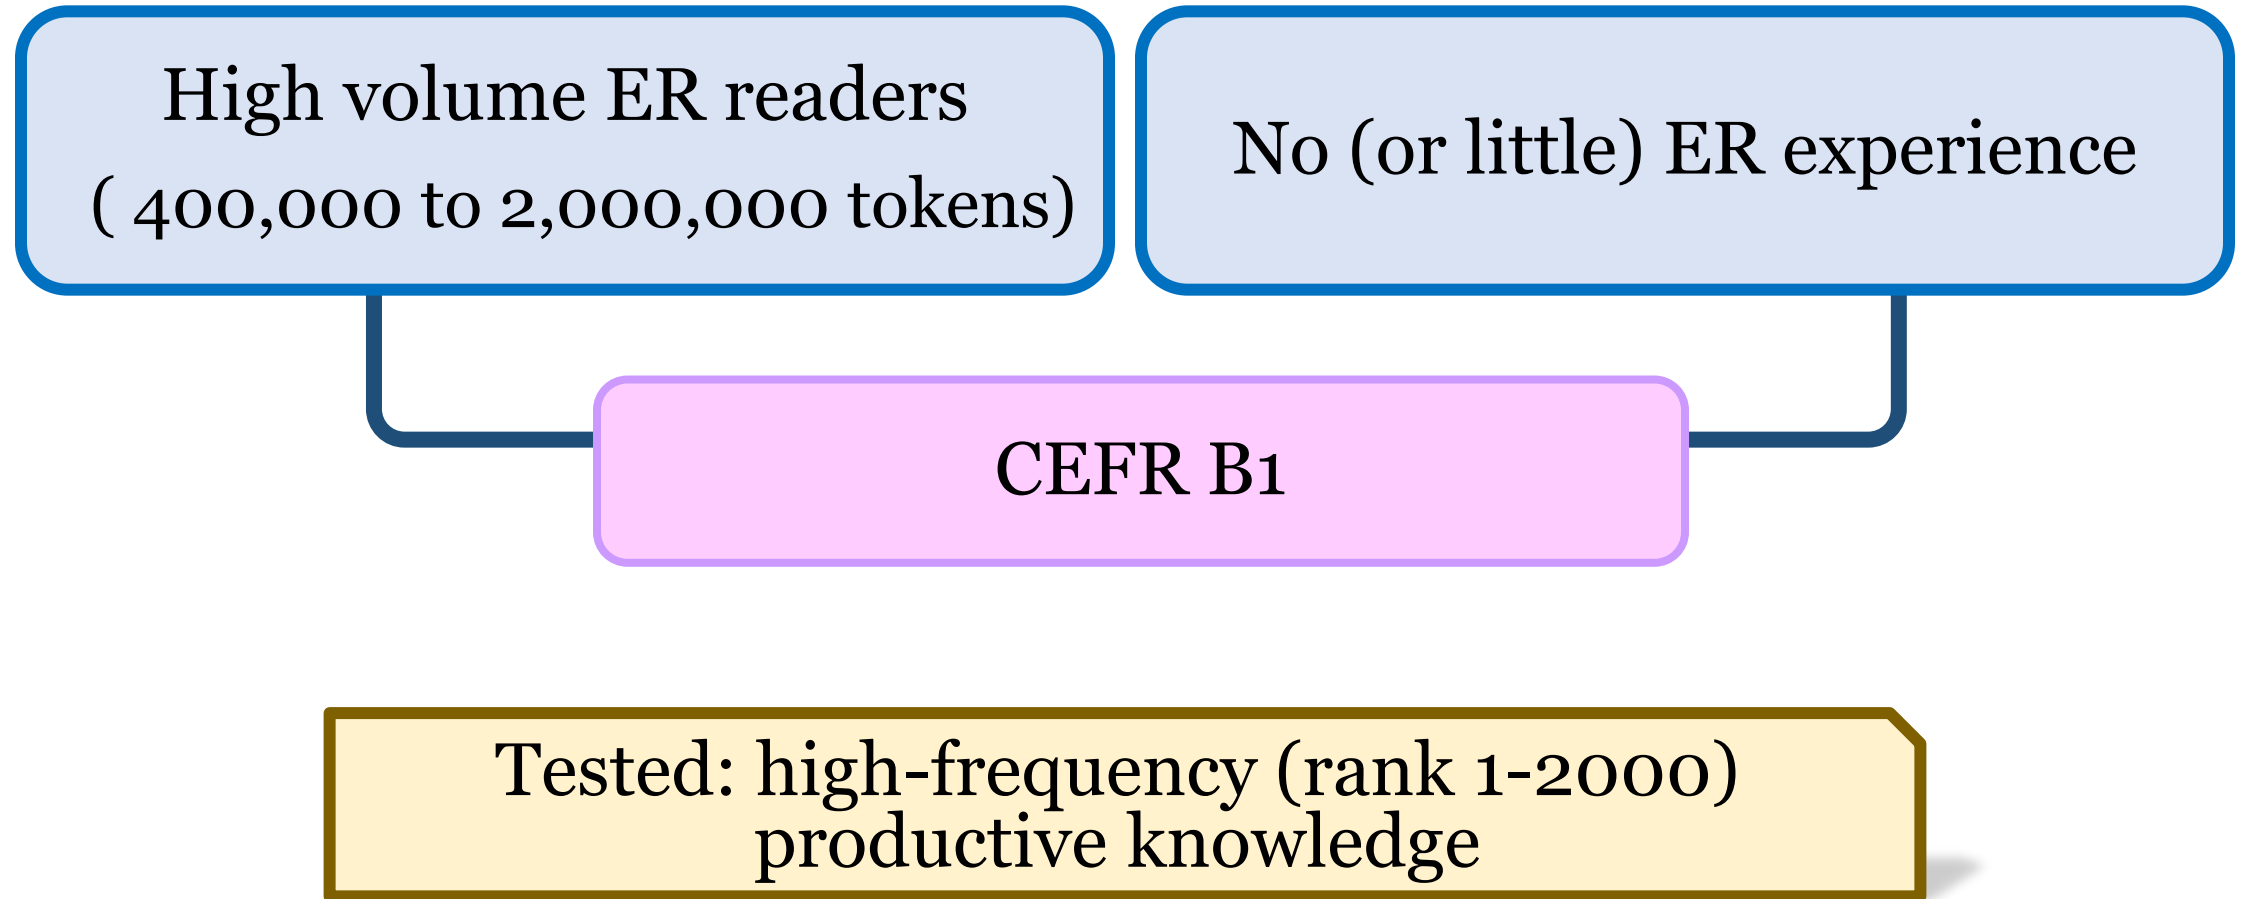 High volume ER readers
( 400,000 to 2,000,000 tokens)
No (or little) ER experience
CEFR B1
Tested: high-frequency (rank 1-2000)
productive knowledge